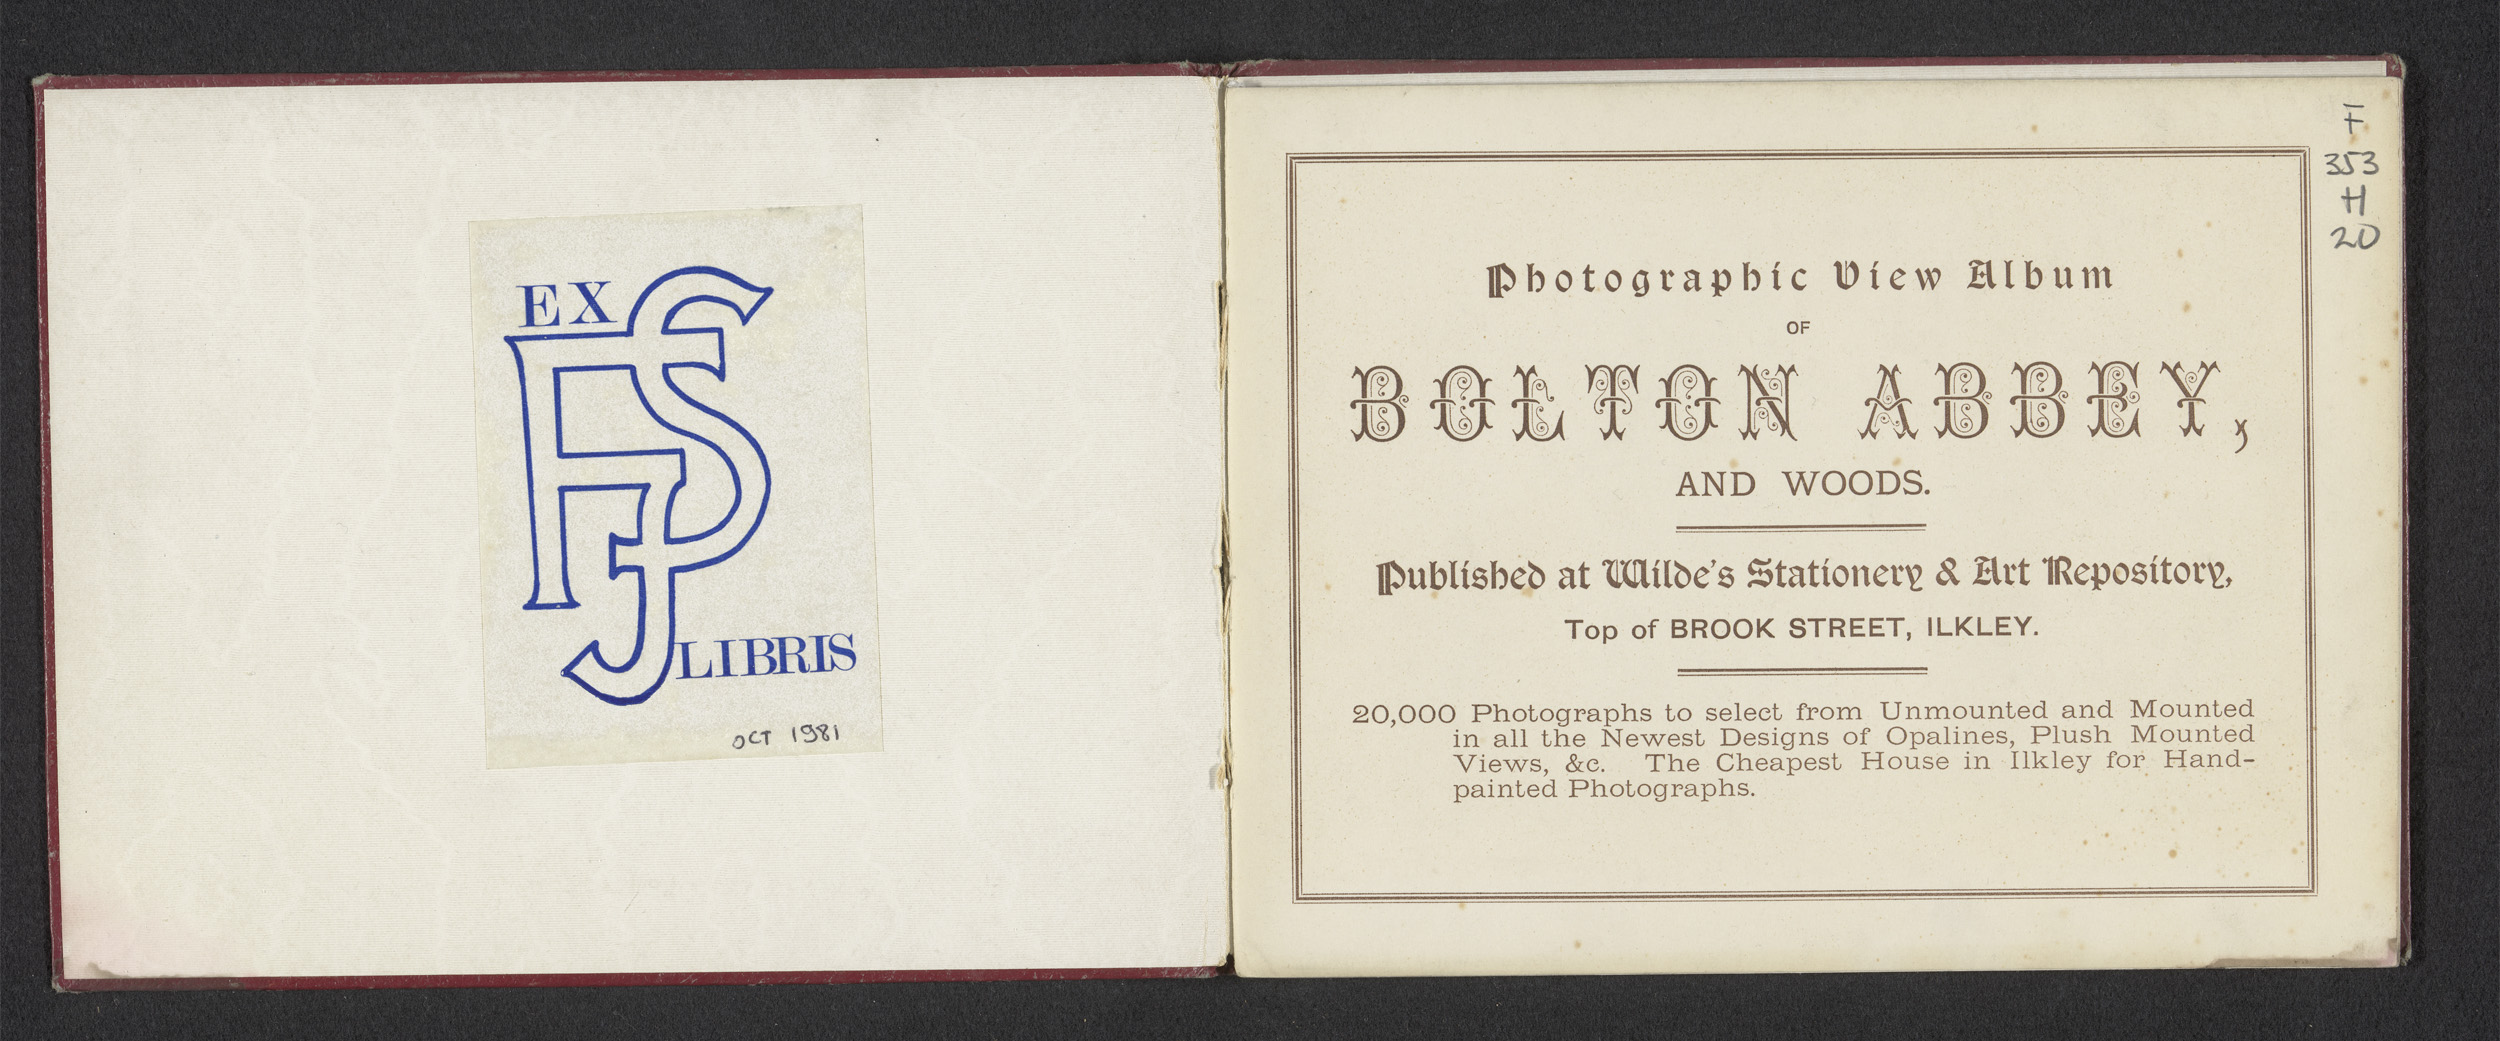 EX
FSJ
LIBRIS
OCT 1981
F
353
H
20
Photographic View Album
OF
BOLTON ABBEY,
AND WOODS.
Published at Wilde's Stationery & Art Repository,
Top of BROOK STREET, ILKLEY.
20,000 Photographs to select from Unmounted and Mounted
in all the Newest Designs of Opalines, Plush Mounted
Views, &c. The Cheapest House in Ilkley for Hand-
painted Photographs.